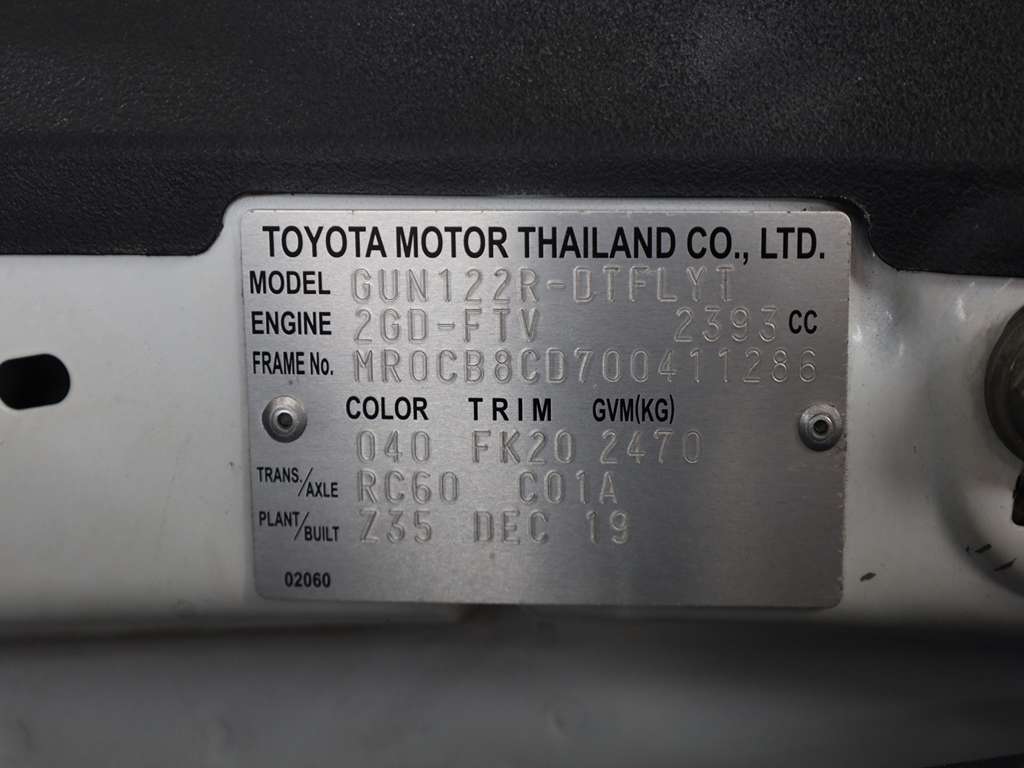 TOYOTA MOTOR THAILAND CO., LTD.
MODEL GUN122R-DTFLYT
ENGINE 2GD-FTV 2393 CC
FRAME No. MR0CB8CD700411286
COLOR TRIM GVM(KG)
040 FK20 2470
TRANS./AXLE RC60 C01A
PLANT/BUILT Z35 DEC 19
02060